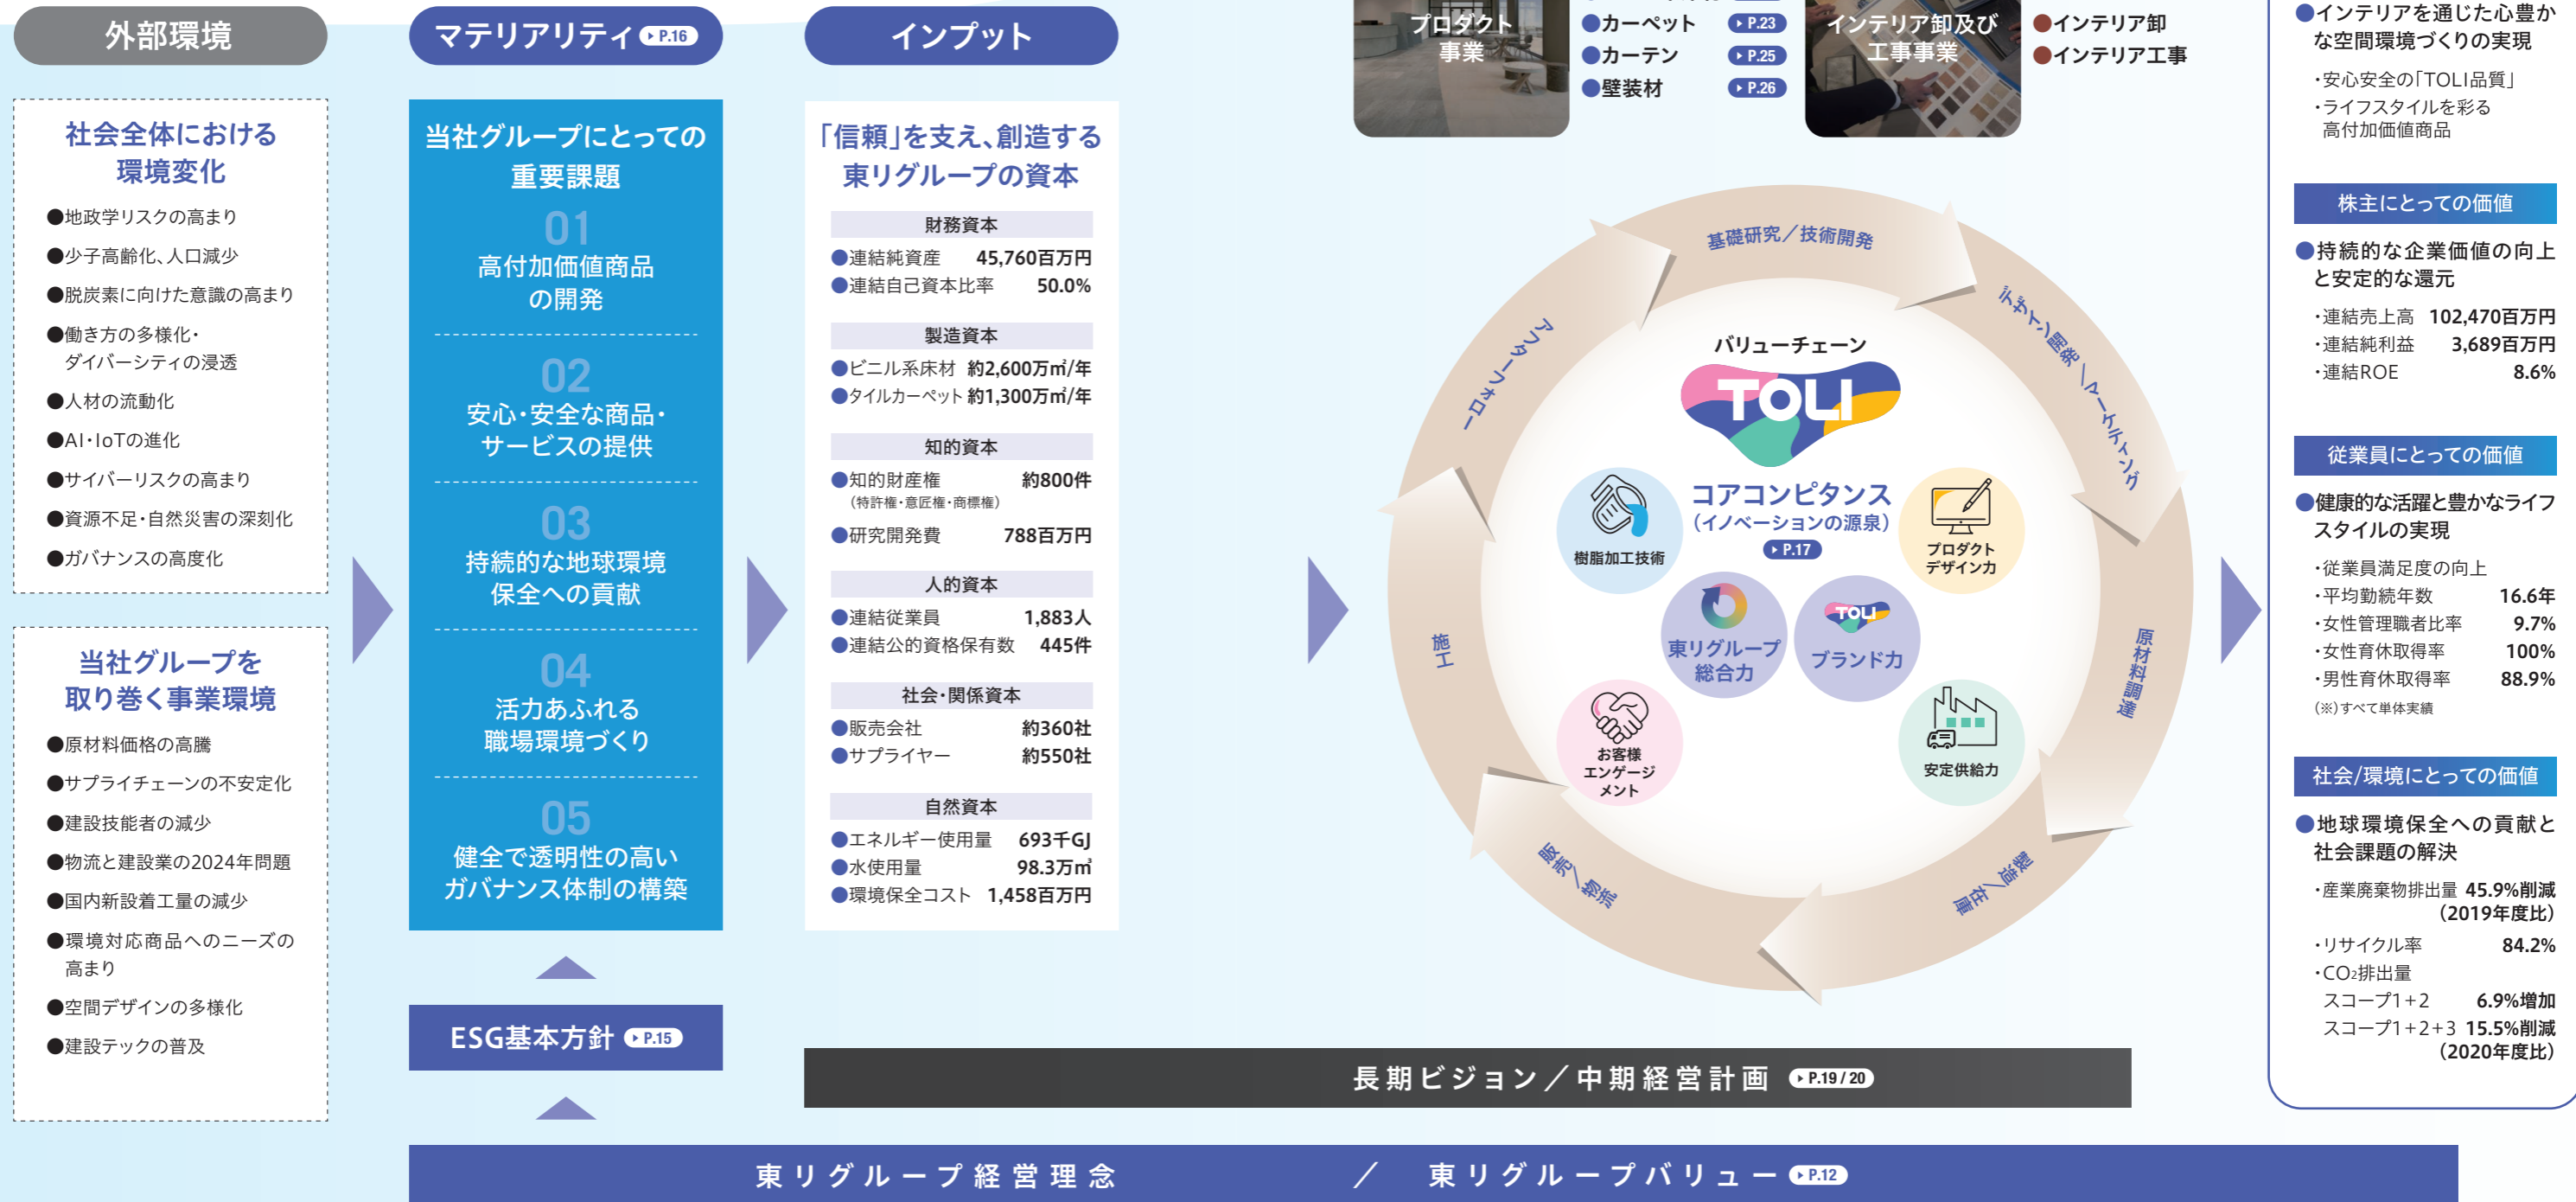 外部環境
社会全体における
環境変化
●地政学リスクの高まり
●少子高齢化、人口減少
●脱炭素に向けた意識の高まり
●働き方の多様化・
ダイバーシティの浸透
●人材の流動化
●AI・IoTの進化
●サイバーリスクの高まり
●資源不足・自然災害の深刻化
●ガバナンスの高度化
当社グループを
取り巻く事業環境
●原材料価格の高騰
●サプライチェーンの不安定化
●建設技能者の減少
●物流と建設業の2024年問題
●国内新設着工量の減少
●環境対応商品へのニーズの
高まり
●空間デザインの多様化
●建設テックの普及
マテリアリティ P.16
当社グループにとっての
重要課題
01
高付加価値商品
の開発
02
安心・安全な商品・
サービスの提供
03
持続的な地球環境
保全への貢献
04
活力あふれる
職場環境づくり
05
健全で透明性の高い
ガバナンス体制の構築
ESG基本方針 P.15
インプット
「信頼」を支え、創造する
東リグループの資本
財務資本
●連結純資産 45,760百万円
●連結自己資本比率 50.0%
製造資本
●ビニル系床材 約2,600万㎡/年
●タイルカーペット 約1,300万㎡/年
知的資本
●知的財産権 約800件
(特許権・意匠権・商標権)
●研究開発費 788百万円
人的資本
●連結従業員 1,883人
●連結公的資格保有数 445件
社会・関係資本
●販売会社 約360社
●サプライヤー 約550社
自然資本
●エネルギー使用量 693千GJ
●水使用量 98.3万㎥
●環境保全コスト 1,458百万円
プロダクト
事業
●カーペット P.23
●カーテン P.25
●壁装材 P.26
インテリア卸及び
工事事業
●インテリア卸
●インテリア工事
基礎研究／技術開発
デザイン開発／マーケティング
原材料調達
製造／在庫
販売／物流
施工
アフターフォロー
バリューチェーン
TOLI
コアコンピタンス
(イノベーションの源泉)
P.17
樹脂加工技術
プロダクト
デザイン力
東リグループ
総合力
TOLI
ブランド力
お客様
エンゲージ
メント
安定供給力
●インテリアを通じた心豊か
な空間環境づくりの実現
・安心安全の「TOLI品質」
・ライフスタイルを彩る
高付加価値商品
株主にとっての価値
●持続的な企業価値の向上
と安定的な還元
・連結売上高 102,470百万円
・連結純利益 3,689百万円
・連結ROE 8.6%
従業員にとっての価値
●健康的な活躍と豊かなライフ
スタイルの実現
・従業員満足度の向上
・平均勤続年数 16.6年
・女性管理職者比率 9.7%
・女性育休取得率 100%
・男性育休取得率 88.9%
(※)すべて単体実績
社会/環境にとっての価値
●地球環境保全への貢献と
社会課題の解決
・産業廃棄物排出量 45.9%削減
(2019年度比)
・リサイクル率 84.2%
・CO₂排出量
スコープ1+2 6.9%増加
スコープ1+2+3 15.5%削減
(2020年度比)
長期ビジョン／中期経営計画 P.19 / 20
東リグループ経営理念 ／ 東リグループバリュー P.12